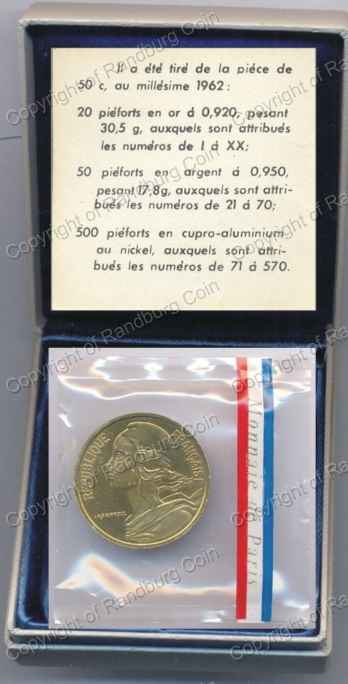 Il a été tiré de la piéce de
50 c, au millésime 1962 :
20 piéforts en or á 0,920, pesant
30,5 g, auxquels sont attribués
les numéros de I á XX;
50 piéforts en argent á 0,950,
pesant 17,8g, auxquels sont attri-
bués les numéros de 21 á 70;
500 piéforts en cupro-aluminium
au nickel, auxquels sont attri-
bués les numéros de 71 á 570.
RÉPUBLIQUE FRANÇAISE
Monnaie de Paris
Copyright of Randburg Coin